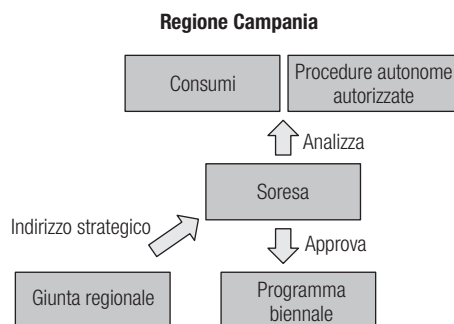 Regione Campania
Consumi
Procedure autonome
autorizzate
Analizza
Soresa
Indirizzo strategico
Approva
Giunta regionale
Programma
biennale